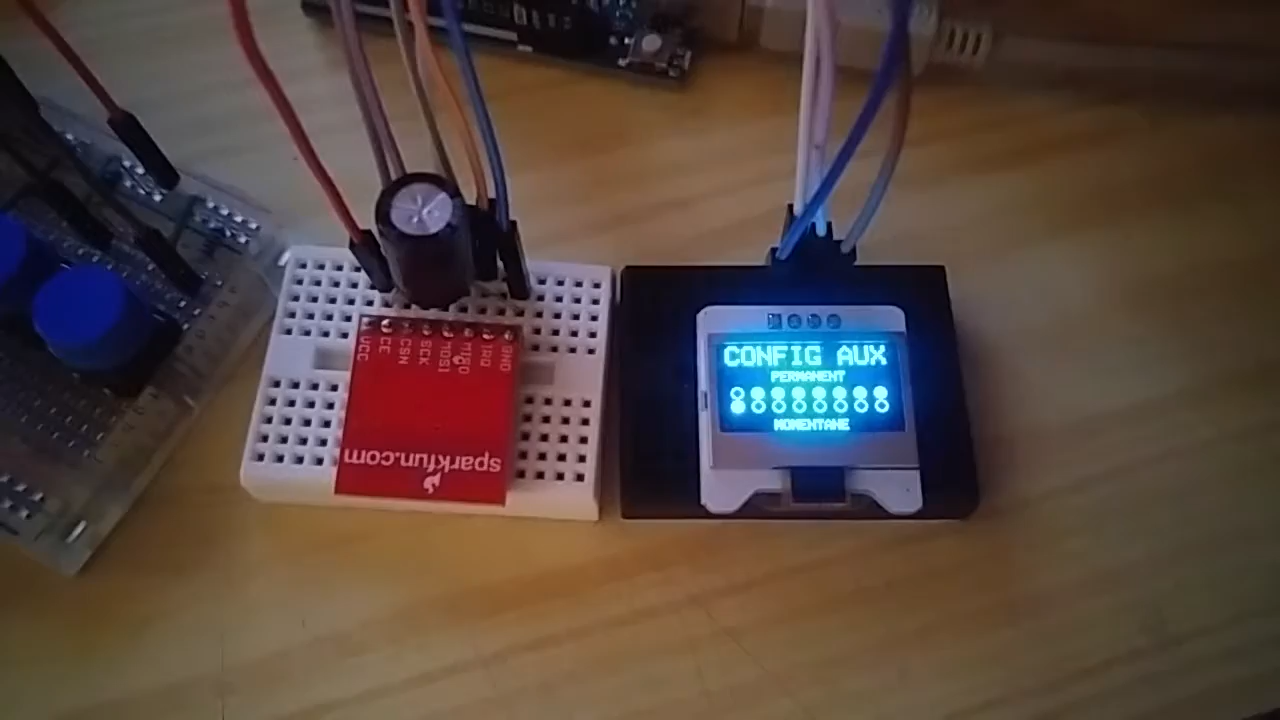 VCC
CE
CSN
SCK
MOSI
MISO
IRQ
GND
sparkfun.com
CONFIG AUX
PERMANENT
MOMENTANE